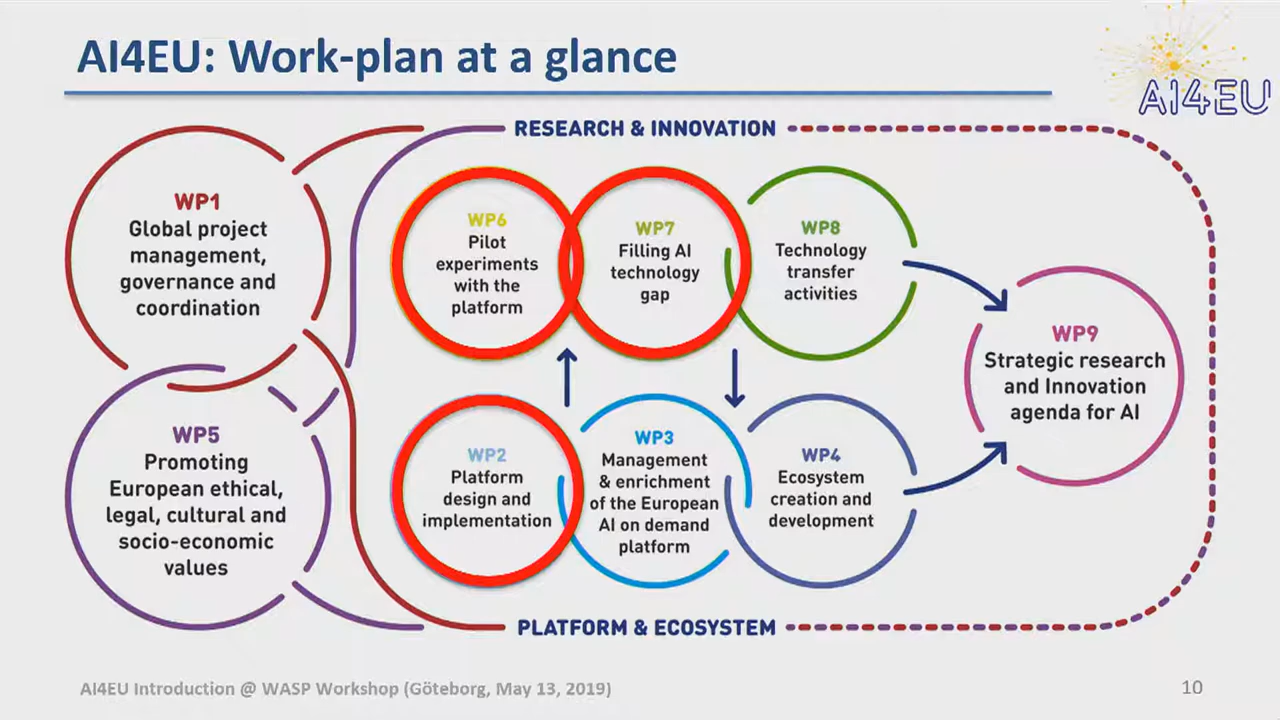 AI4EU: Work-plan at a glance
AI4EU
RESEARCH & INNOVATION
WP1
Global project
management,
governance and
coordination
WP6
Pilot
experiments
with the
platform
WP7
Filling AI
technology
gap
WP8
Technology
transfer
activities
WP9
Strategic research
and Innovation
agenda for AI
WP5
Promoting
European ethical,
legal, cultural and
socio-economic
values
WP2
Platform
design and
implementation
WP3
Management
& enrichment
of the European
AI on demand
platform
WP4
Ecosystem
creation and
development
PLATFORM & ECOSYSTEM
AI4EU Introduction @ WASP Workshop (Göteborg, May 13, 2019)
10